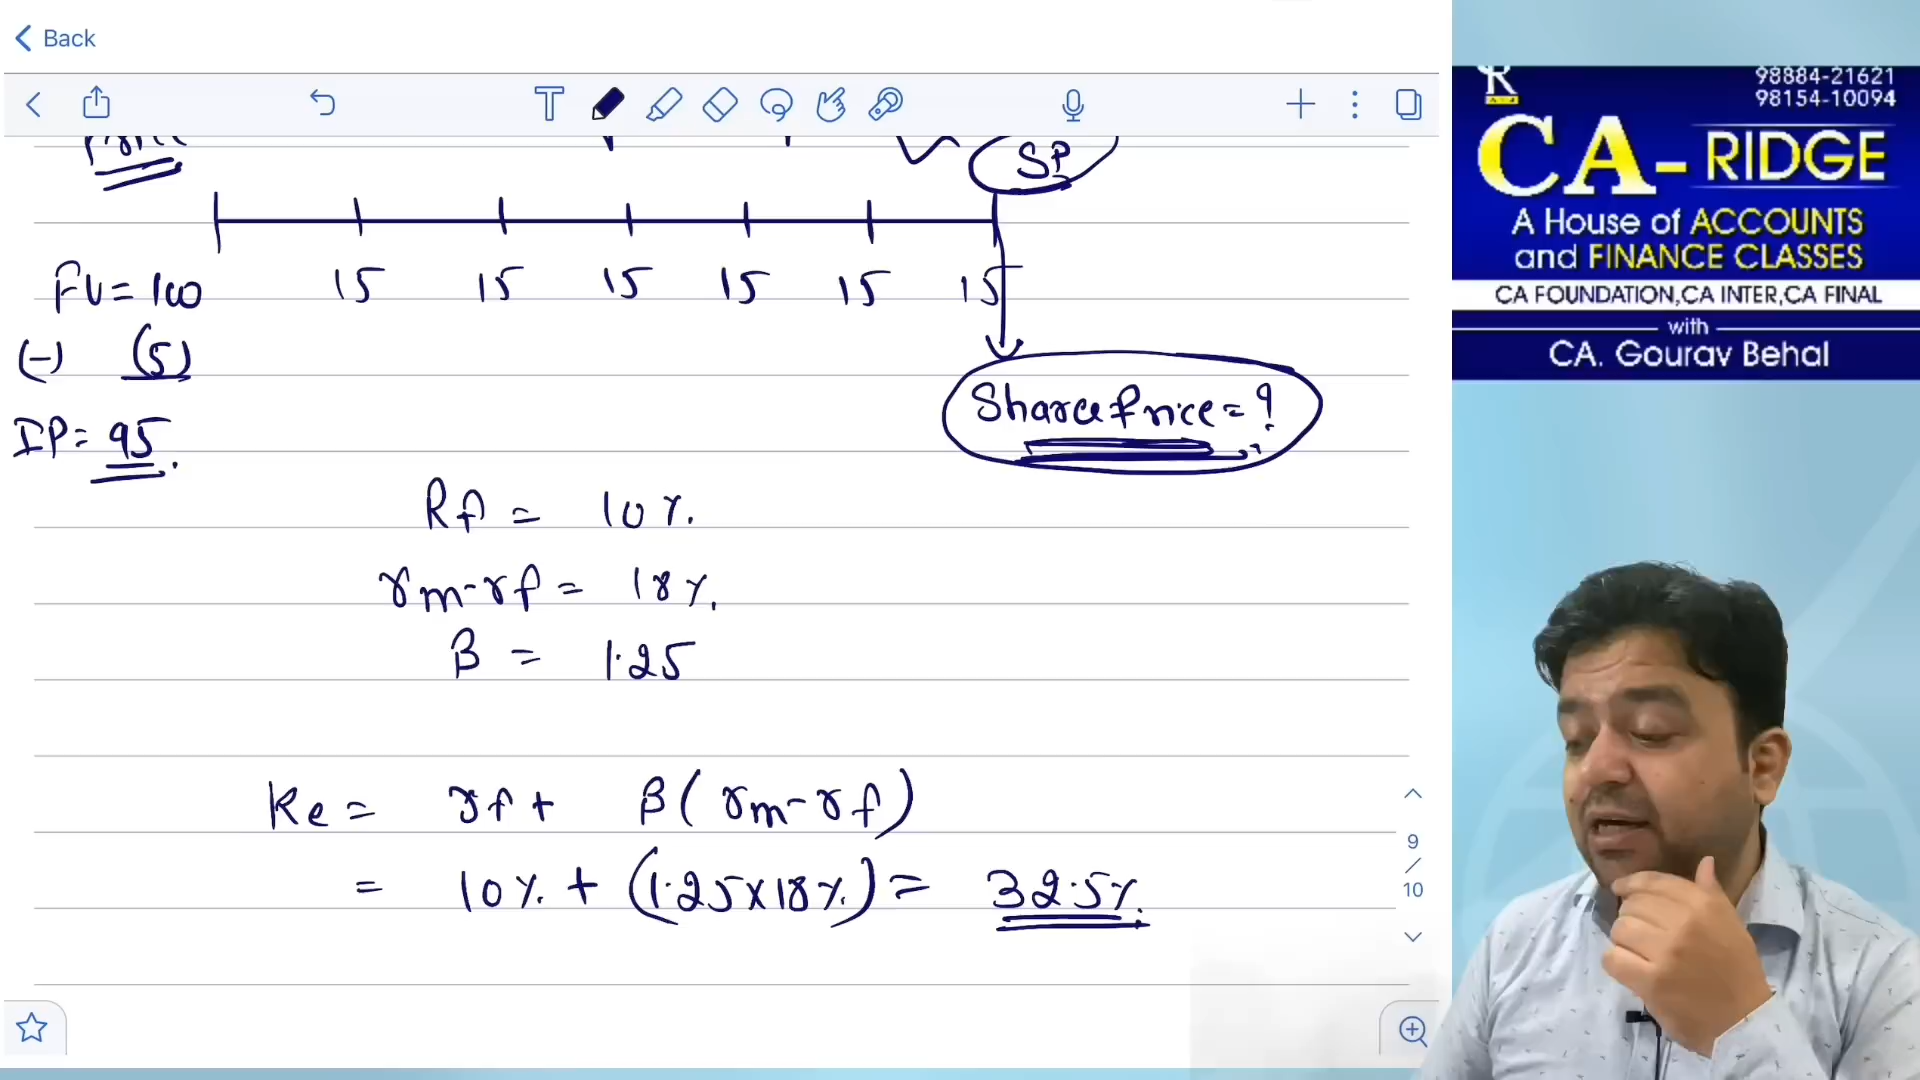 Back
SP
15 15 15 15 15 15
FV = 100
(-) (5)
IP = 95.
Share Price = ?
Rf = 10%.
rm-rf = 18%.
β = 1.25
Ke = rf + β(rm-rf)
= 10%. + (1.25×18%.) = 32.5%.
9
/
10
98884-21621
98154-10094
CA- RIDGE
A House of ACCOUNTS
and FINANCE CLASSES
CA FOUNDATION,CA INTER,CA FINAL
with
CA. Gourav Behal